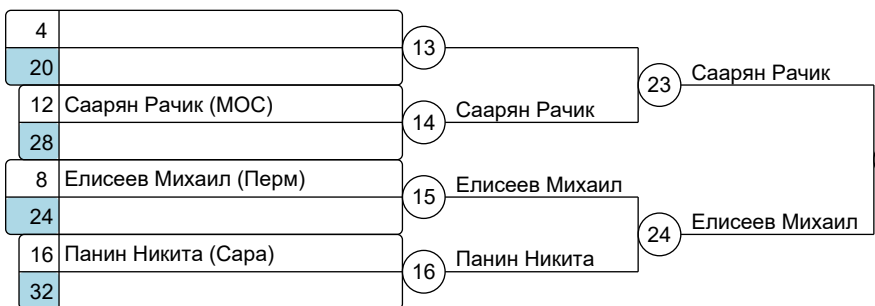 4
13
20
23 Саарян Рачик
12 Саарян Рачик (МОС)
14 Саарян Рачик
28
8 Елисеев Михаил (Перм)
15 Елисеев Михаил
24
24 Елисеев Михаил
16 Панин Никита (Сара)
16 Панин Никита
32